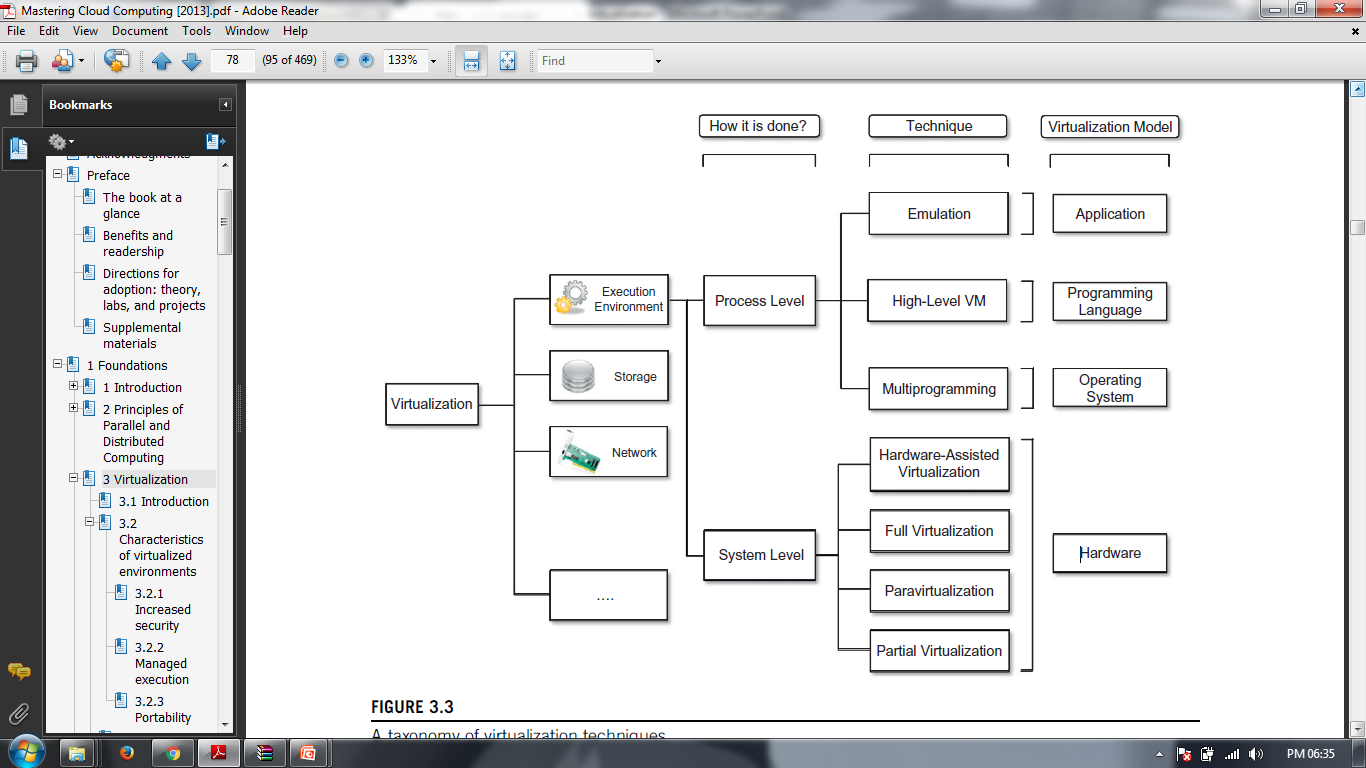 Mastering Cloud Computing [2013].pdf - Adobe Reader
File Edit View Document Tools Window Help
78 (95 of 469) 133% Find
Bookmarks
Acknowledgments
Preface
The book at a
glance
Benefits and
readership
Directions for
adoption: theory,
labs, and projects
Supplemental
materials
1 Foundations
1 Introduction
2 Principles of
Parallel and
Distributed
Computing
3 Virtualization
3.1 Introduction
3.2
Characteristics
of virtualized
environments
3.2.1
Increased
security
3.2.2
Managed
execution
3.2.3
Portability
How it is done? Technique Virtualization Model
Emulation Application
Execution
Environment
Process Level
High-Level VM
Programming
Language
Storage
Multiprogramming
Operating
System
Virtualization
Network
Hardware-Assisted
Virtualization
Full Virtualization
System Level
Hardware
Paravirtualization
....
Partial Virtualization
FIGURE 3.3
A taxonomy of virtualization techniques
PM 06:35